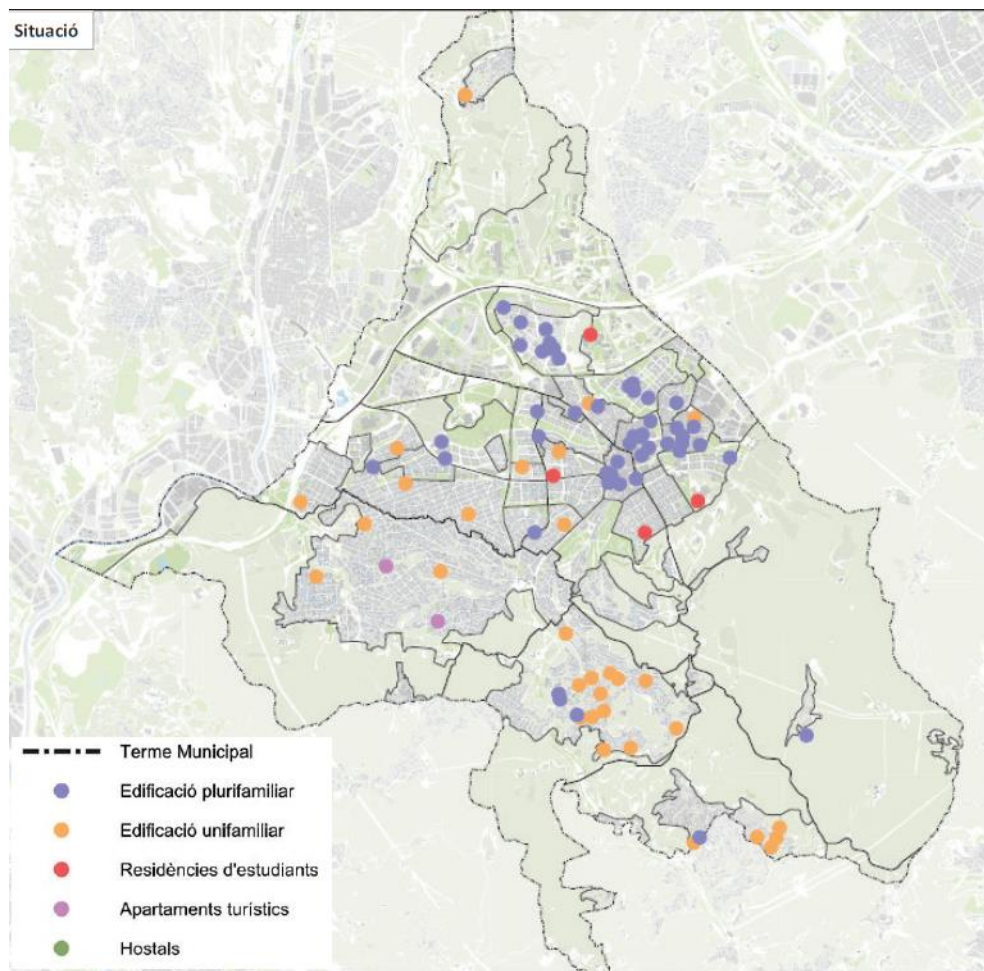 Situació
Terme Municipal
Edificació plurifamiliar
Edificació unifamiliar
Residències d'estudiants
Apartaments turístics
Hostals